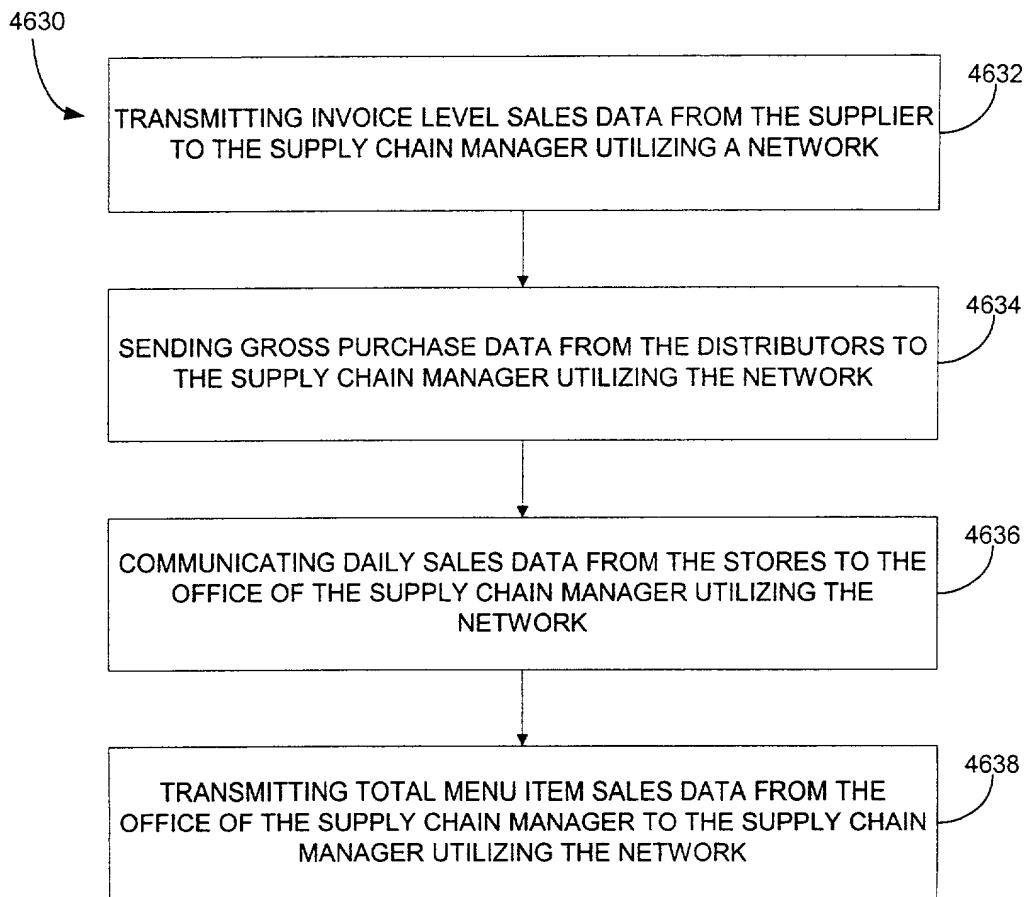 4630
4632
TRANSMITTING INVOICE LEVEL SALES DATA FROM THE SUPPLIER
TO THE SUPPLY CHAIN MANAGER UTILIZING A NETWORK
4634
SENDING GROSS PURCHASE DATA FROM THE DISTRIBUTORS TO
THE SUPPLY CHAIN MANAGER UTILIZING THE NETWORK
4636
COMMUNICATING DAILY SALES DATA FROM THE STORES TO THE
OFFICE OF THE SUPPLY CHAIN MANAGER UTILIZING THE
NETWORK
4638
TRANSMITTING TOTAL MENU ITEM SALES DATA FROM THE
OFFICE OF THE SUPPLY CHAIN MANAGER TO THE SUPPLY CHAIN
MANAGER UTILIZING THE NETWORK